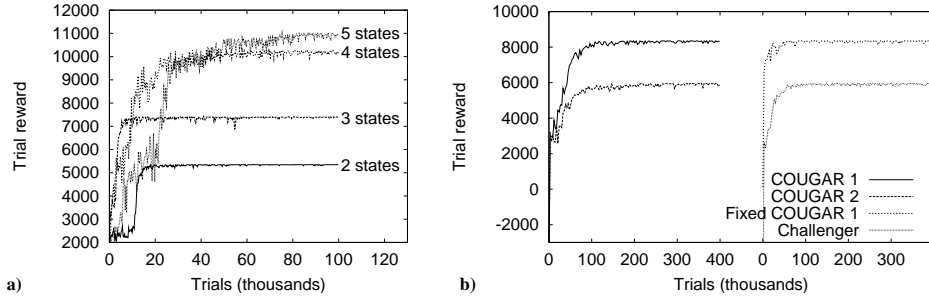 a)
Trial reward
11000
10000
9000
8000
7000
6000
5000
4000
3000
2000
0 20 40 60 80 100 120
Trials (thousands)
5 states
4 states
3 states
2 states
b)
Trial reward
10000
8000
6000
4000
2000
0
-2000
0 100 200 300 400 0 100 200 300
Trials (thousands)
COUGAR 1
COUGAR 2
Fixed COUGAR 1
Challenger